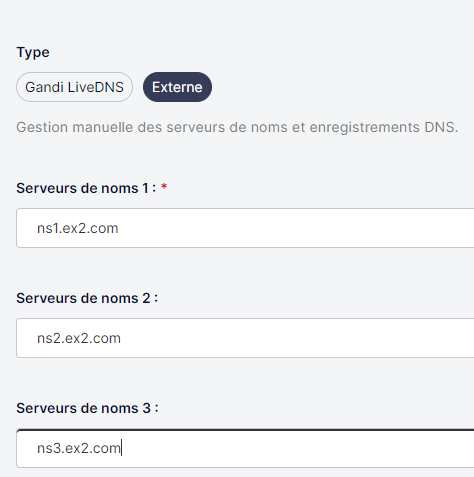 Type
Gandi LiveDNS Externe
Gestion manuelle des serveurs de noms et enregistrements DNS.
Serveurs de noms 1 : *
ns1.ex2.com
Serveurs de noms 2 :
ns2.ex2.com
Serveurs de noms 3 :
ns3.ex2.com